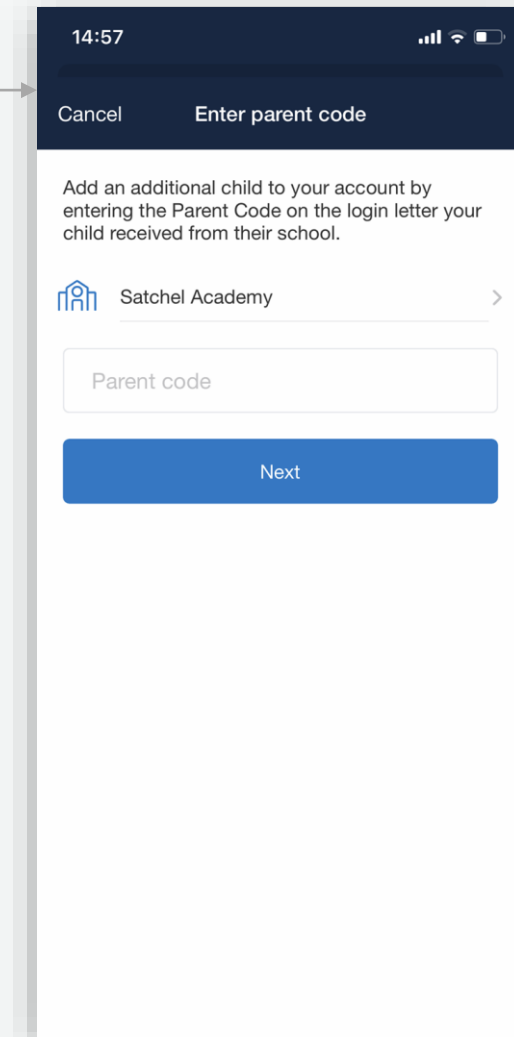 14:57
Cancel Enter parent code
Add an additional child to your account by
entering the Parent Code on the login letter your
child received from their school.
Satchel Academy
Parent code
Next